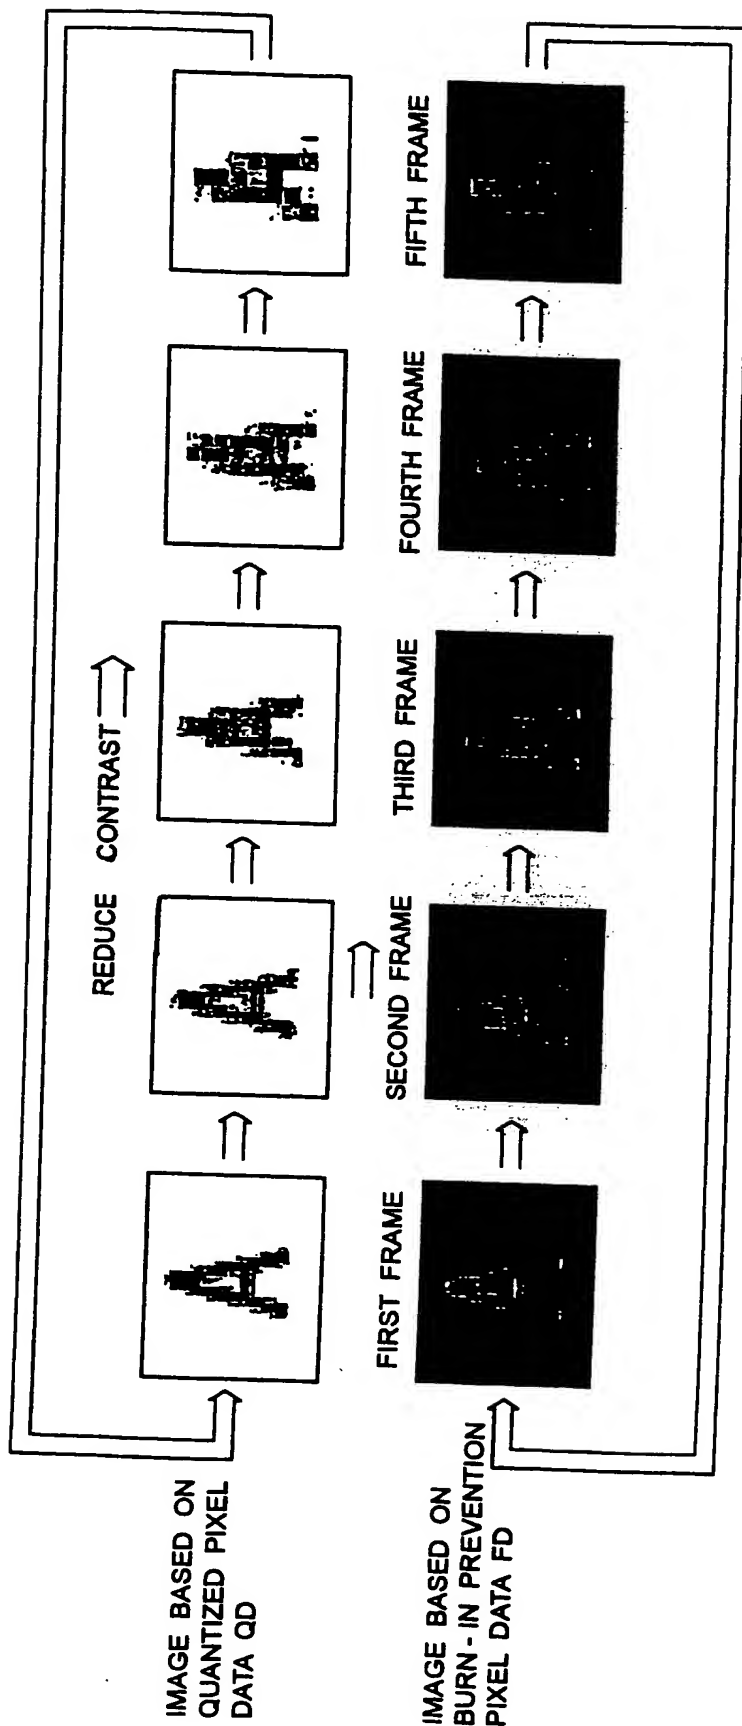 REDUCE CONTRAST
IMAGE BASED ON
QUANTIZED PIXEL
DATA QD
FIRST FRAME
SECOND FRAME
THIRD FRAME
FOURTH FRAME
FIFTH FRAME
IMAGE BASED ON
BURN-IN PREVENTION
PIXEL DATA FD